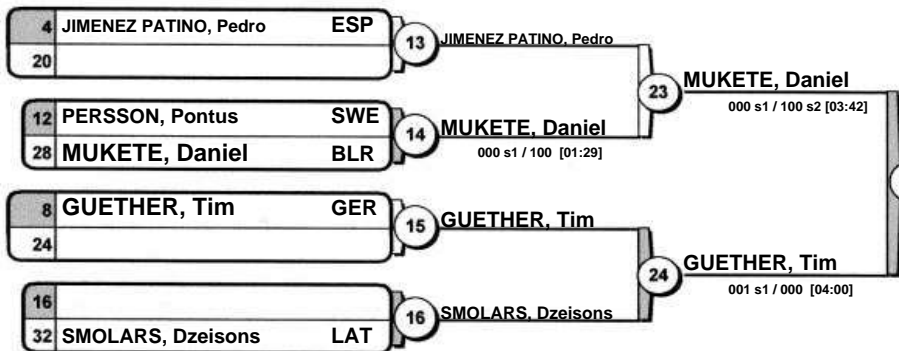 4 JIMENEZ PATINO, Pedro ESP
20
13 JIMENEZ PATINO, Pedro
12 PERSSON, Pontus SWE
28 MUKETE, Daniel BLR
14 MUKETE, Daniel
000 s1 / 100 [01:29]
23 MUKETE, Daniel
000 s1 / 100 s2 [03:42]
8 GUETHER, Tim GER
24
15 GUETHER, Tim
16
32 SMOLARS, Dzeisons LAT
16 SMOLARS, Dzeisons
24 GUETHER, Tim
001 s1 / 000 [04:00]